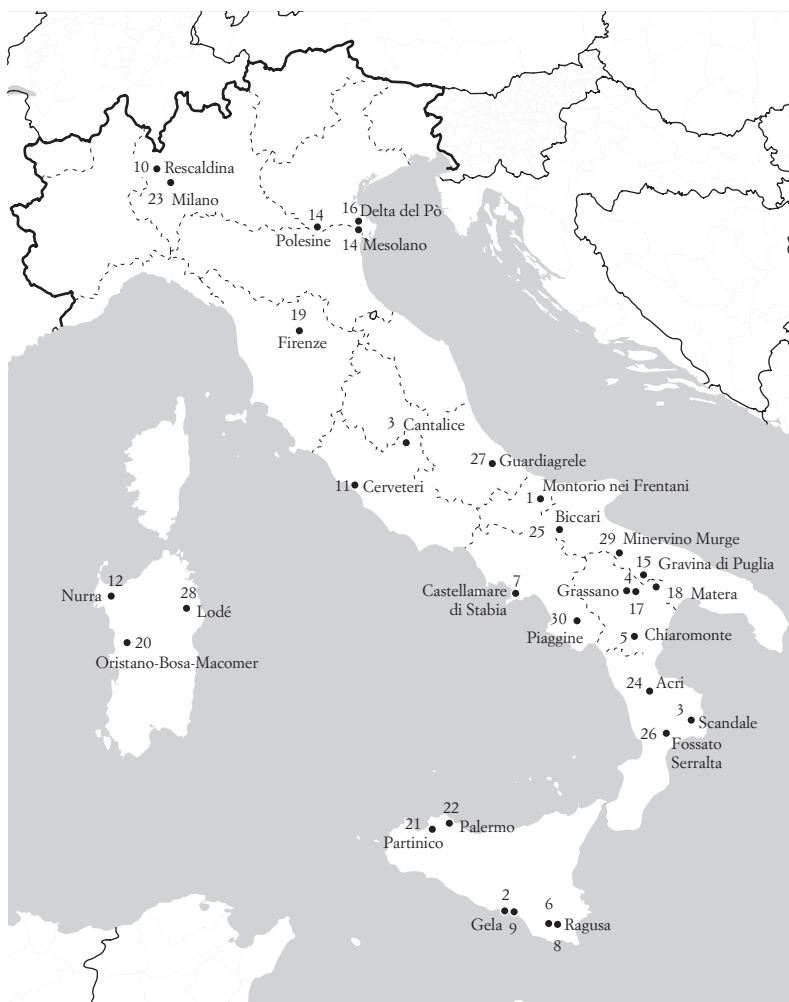 10 Rescaldina
23 Milano
16 Delta del Pò
14
Polesine
14 Mesolano
19
Firenze
3 Cantalice
27 Guardiagrele
11 Cerveteri
Montorio nei Frentani
1
Biccari
25
29 Minervino Murge
15
Gravina di Puglia
4
Grassano
18 Matera
17
7
Castellamare
di Stabia
12
Nurra
28
Lodé
30
Piaggine
5 Chiaromonte
20
Oristano-Bosa-Macomer
24 Acri
3
Scandale
26
Fossato
Serralta
22
21 Palermo
Partinico
2
6
Gela 9
Ragusa
8